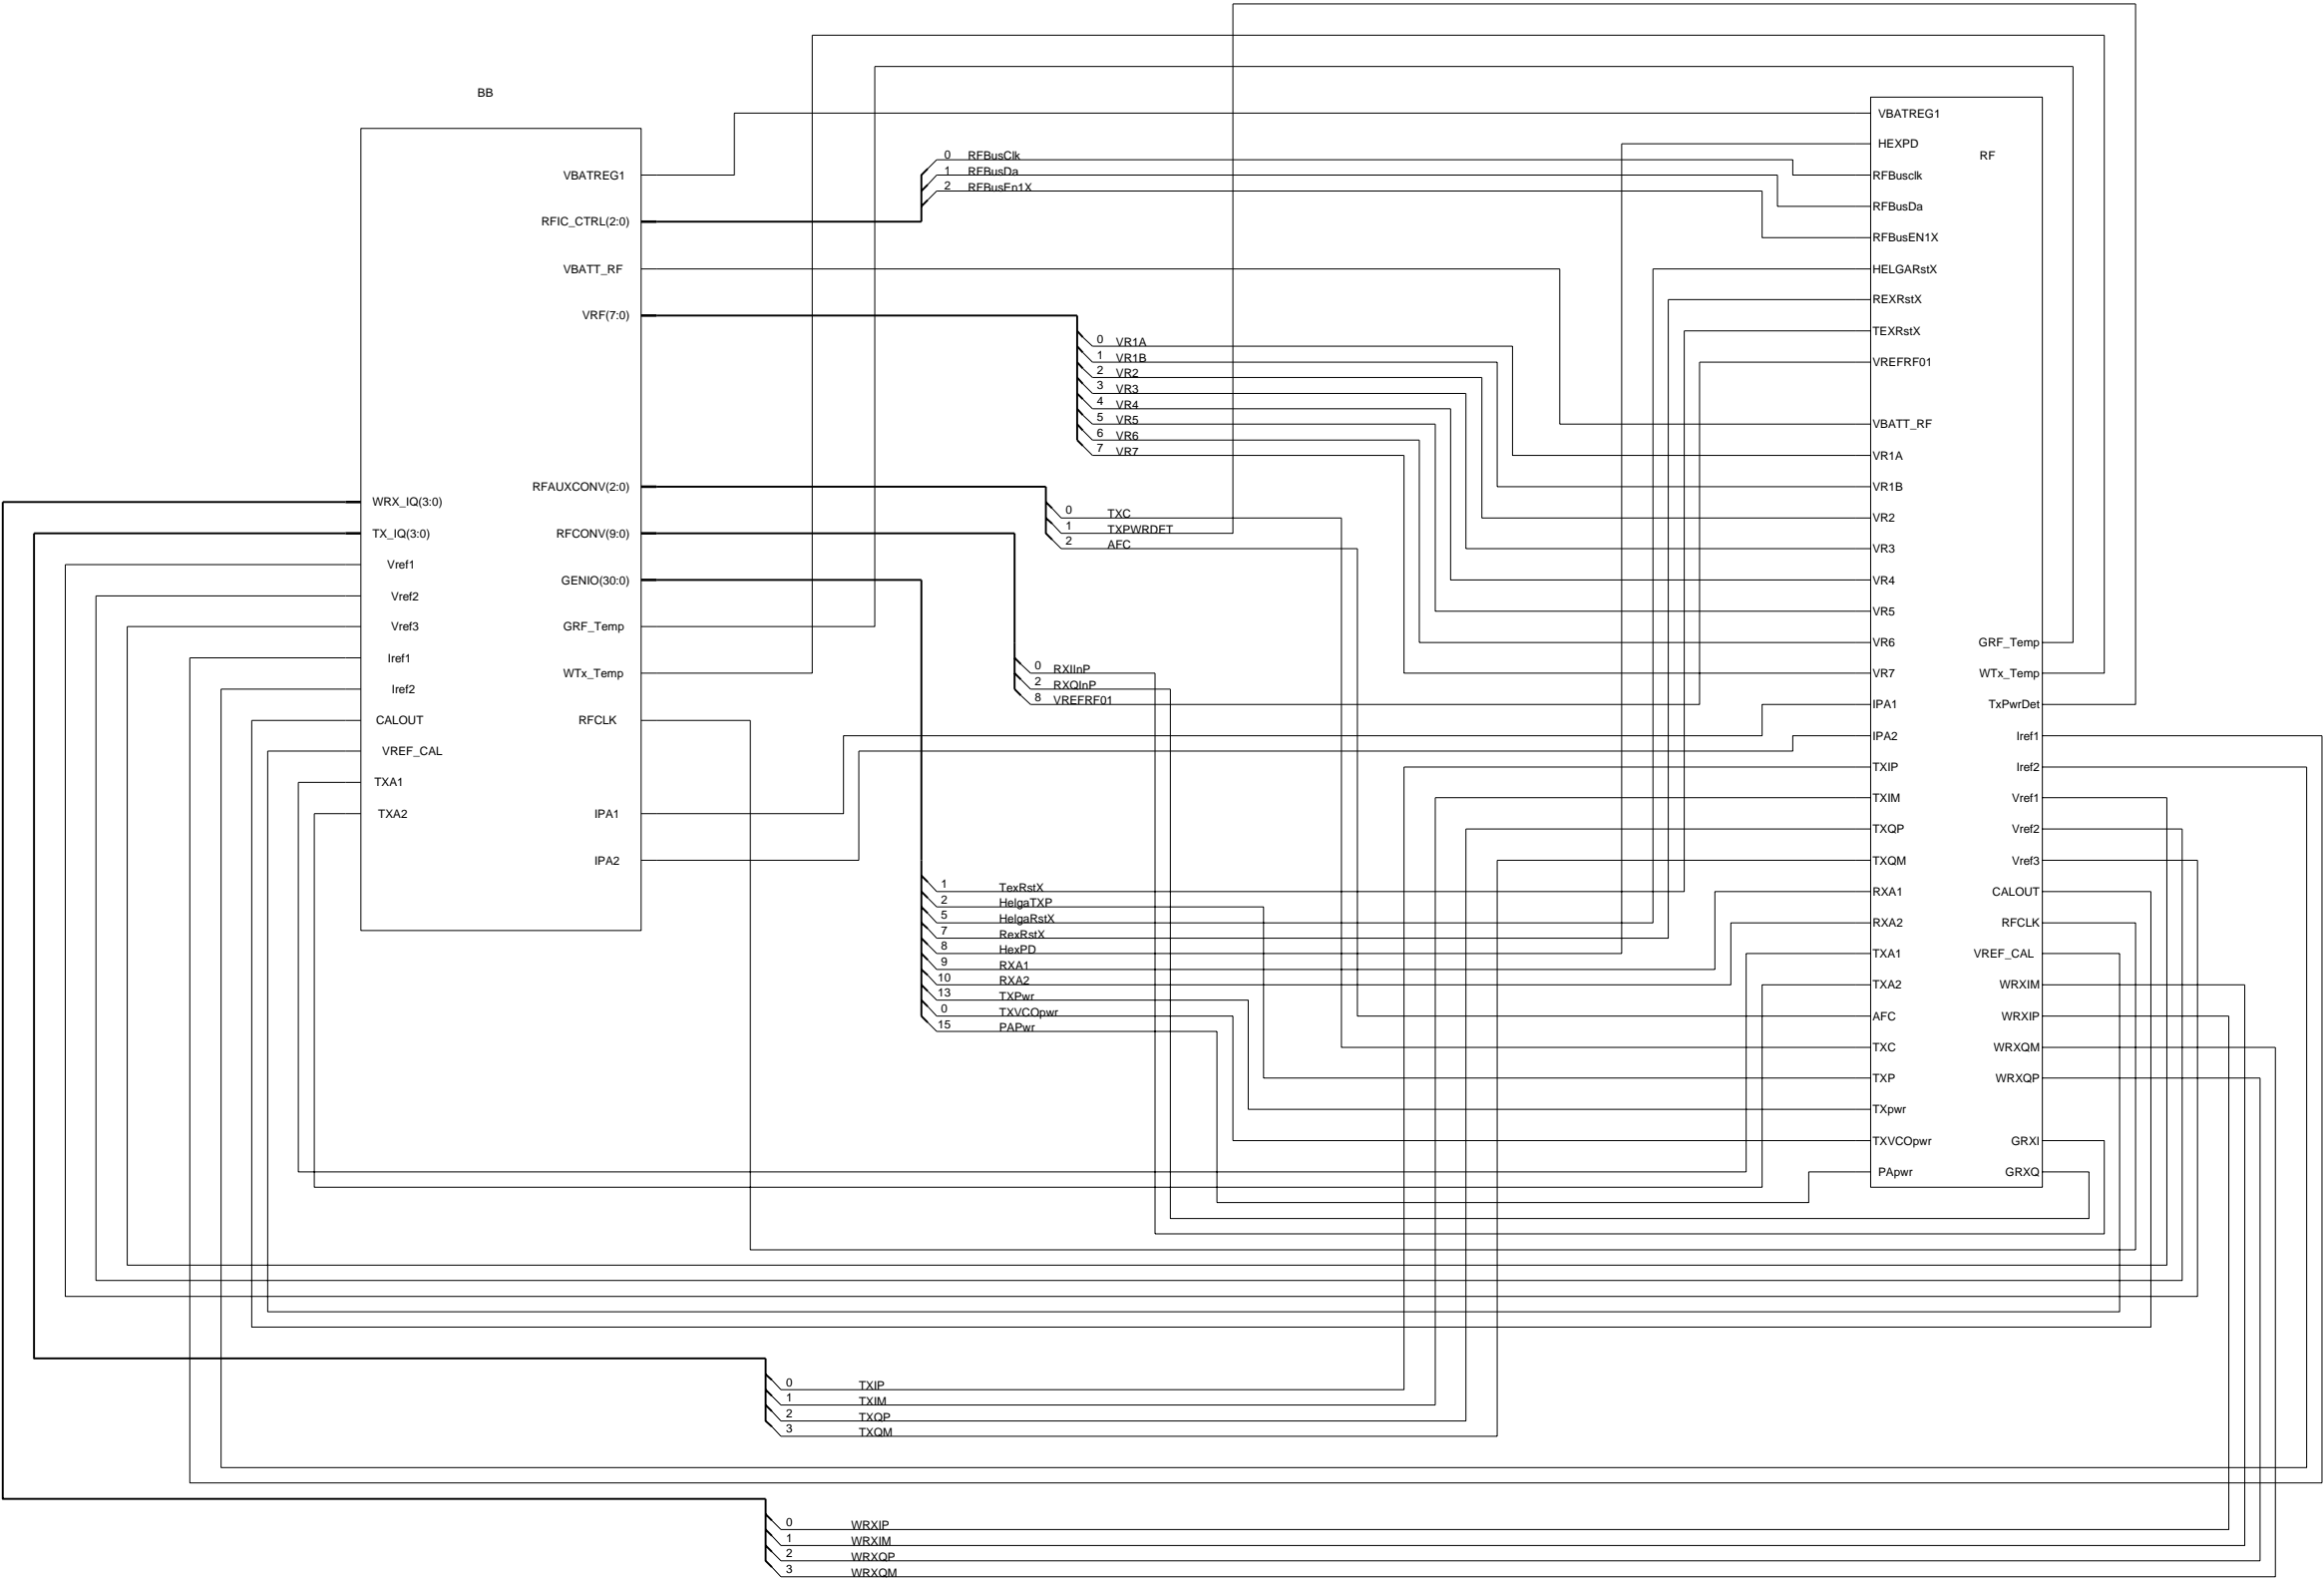 BB
VBATREG1
RFIC_CTRL(2:0)
VBATT_RF
VRF(7:0)
RFAUXCONV(2:0)
RFCONV(9:0)
GENIO(30:0)
GRF_Temp
WTx_Temp
RFCLK
IPA1
IPA2
WRX_IQ(3:0)
TX_IQ(3:0)
Vref1
Vref2
Vref3
Iref1
Iref2
CALOUT
VREF_CAL
TXA1
TXA2
0 RFBusClk
1 RFBusDa
2 RFBusEn1X
0 VR1A
1 VR1B
2 VR2
3 VR3
4 VR4
5 VR5
6 VR6
7 VR7
0 TXC
1 TXPWRDET
2 AFC
0 RXIInP
2 RXQInP
8 VREFRF01
1 TexRstX
2 HelgaTXP
5 HelgaRstX
7 RexRstX
8 HexPD
9 RXA1
10 RXA2
13 TXPwr
0 TXVCOpwr
15 PAPwr
0 TXIP
1 TXIM
2 TXQP
3 TXQM
0 WRXIP
1 WRXIM
2 WRXQP
3 WRXQM
RF
VBATREG1
HEXPD
RFBusclk
RFBusDa
RFBusEN1X
HELGARstX
REXRstX
TEXRstX
VREFRF01
VBATT_RF
VR1A
VR1B
VR2
VR3
VR4
VR5
VR6
VR7
IPA1
IPA2
TXIP
TXIM
TXQP
TXQM
RXA1
RXA2
TXA1
TXA2
AFC
TXC
TXP
TXpwr
TXVCOpwr
PApwr
GRF_Temp
WTx_Temp
TxPwrDet
Iref1
Iref2
Vref1
Vref2
Vref3
CALOUT
RFCLK
VREF_CAL
WRXIM
WRXIP
WRXQM
WRXQP
GRXI
GRXQ